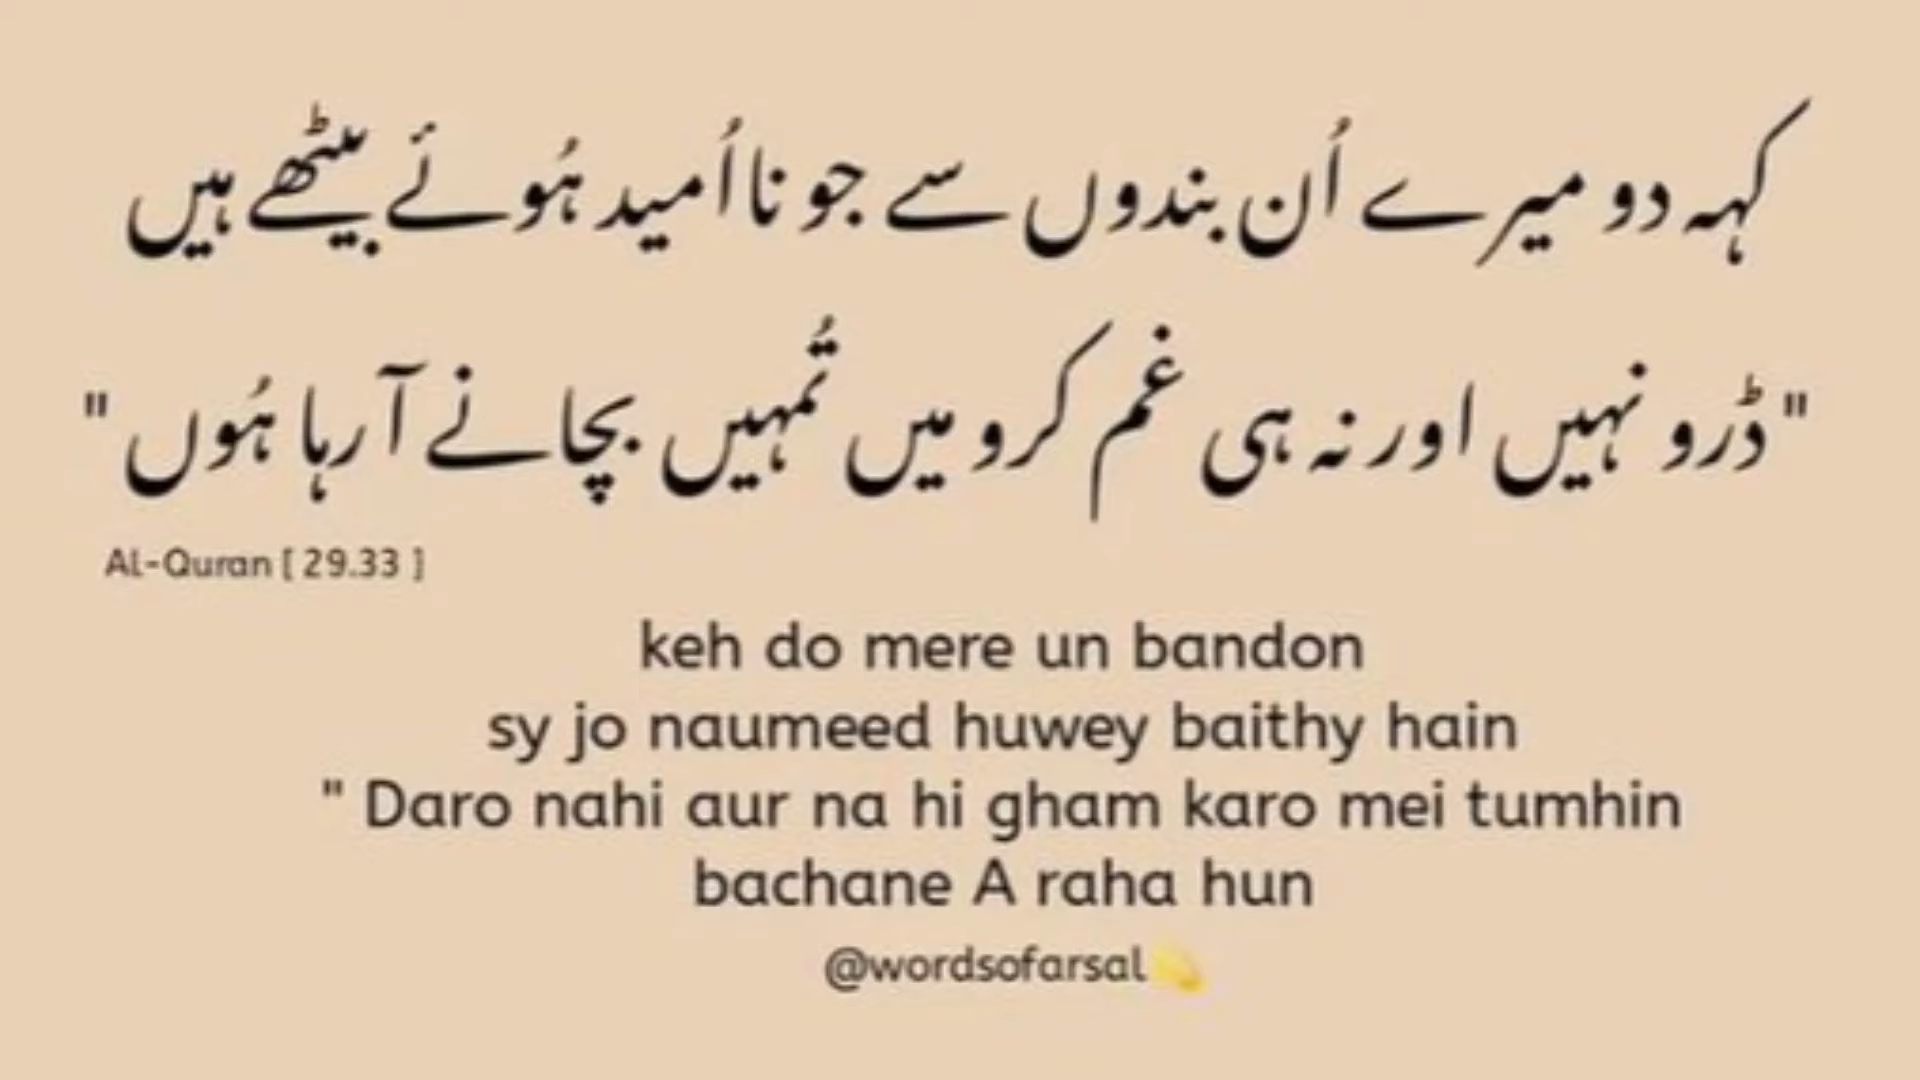 کہہ دو میرے اُن بندوں سے جو نا اُمید ہُوئے بیٹھے ہیں
"ڈرو نہیں اور نہ ہی غم کرو میں تُمہیں بچانے آ رہا ہُوں"
Al-Quran [ 29.33 ]
keh do mere un bandon
sy jo naumeed huwey baithy hain
" Daro nahi aur na hi gham karo mei tumhin
bachane A raha hun
@wordsofarsal💫